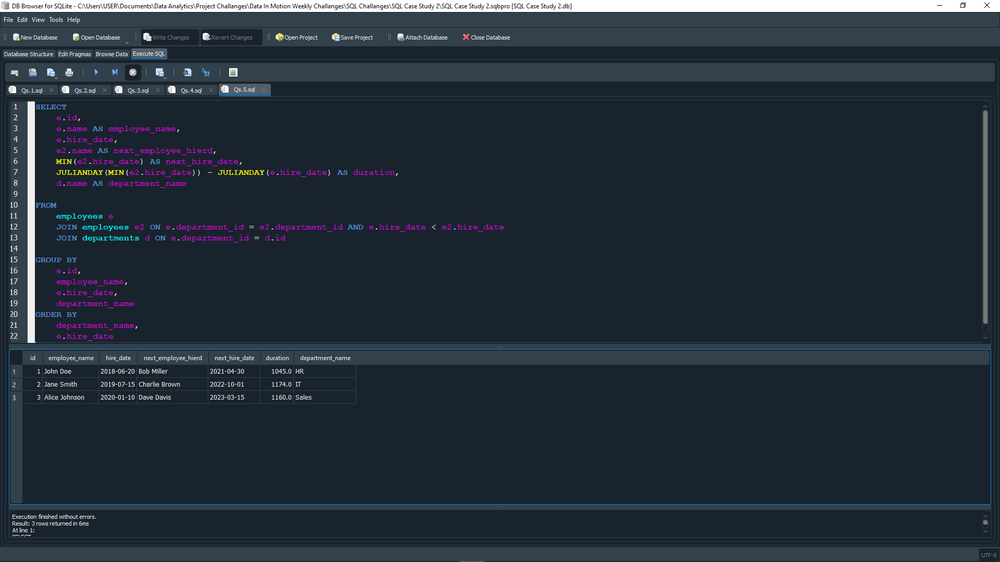 DB Browser for SQLite - C:\Users\USER\Documents\Data Analytics\Project Challanges\Data In Motion Weekly Challanges\SQL Challanges\SQL Case Study 2\SQL Case Study 2.sqbpro [SQL Case Study 2.db]
File Edit View Tools Help
New Database Open Database Write Changes Revert Changes Open Project Save Project Attach Database Close Database
Database Structure Edit Pragmas Browse Data Execute SQL
Qs.1.sql Qs.2.sql Qs.3.sql Qs.4.sql Qs.5.sql
1 SELECT
2 e.id,
3 e.name AS employee_name,
4 e.hire_date,
5 e2.name AS next_employee_hierd,
6 MIN(e2.hire_date) AS next_hire_date,
7 JULIANDAY(MIN(e2.hire_date)) - JULIANDAY(e.hire_date) AS duration,
8 d.name AS department_name
9
10 FROM
11 employees e
12 JOIN employees e2 ON e.department_id = e2.department_id AND e.hire_date < e2.hire_date
13 JOIN departments d ON e.department_id = d.id
14
15 GROUP BY
16 e.id,
17 employee_name,
18 e.hire_date,
19 department_name
20 ORDER BY
21 department_name,
22 e.hire_date
id employee_name hire_date next_employee_hierd next_hire_date duration department_name
1 1 John Doe 2018-06-20 Bob Miller 2021-04-30 1045.0 HR
2 2 Jane Smith 2019-07-15 Charlie Brown 2022-10-01 1174.0 IT
3 3 Alice Johnson 2020-01-10 Dave Davis 2023-03-15 1160.0 Sales
Execution finished without errors.
Result: 3 rows returned in 6ms
At line 1:
SELECT
UTF-8